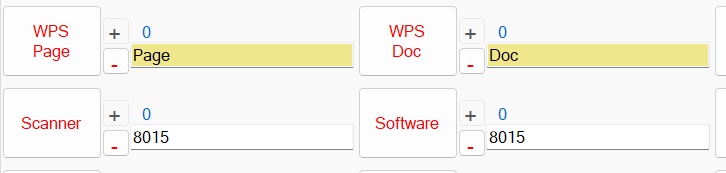 WPS
Page
+
0
-
Page
WPS
Doc
+
0
-
Doc
Scanner
+
0
-
8015
Software
+
0
-
8015